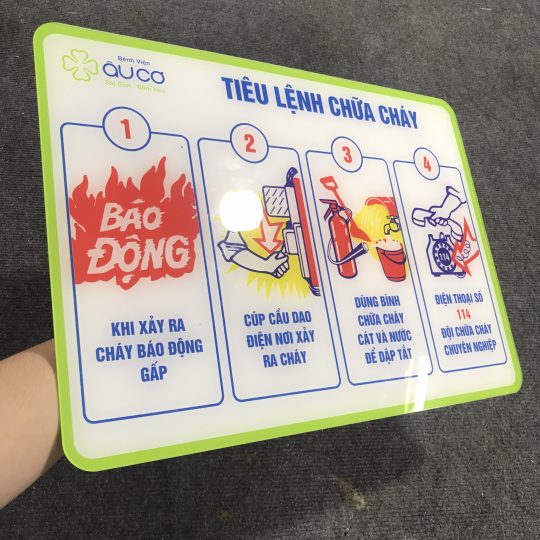 Bệnh Viện
ÂU CƠ
Sài Gòn - Biên Hòa
TIÊU LỆNH CHỮA CHÁY
1
BÁO
ĐỘNG
KHI XẢY RA
CHÁY BÁO ĐỘNG
GẤP
2
CÚP CẦU DAO
ĐIỆN NƠI XẢY
RA CHÁY
3
DÙNG BÌNH
CHỮA CHÁY
CÁT VÀ NƯỚC
ĐỂ DẬP TẮT
4
114
ĐIỆN THOẠI SỐ
114
ĐỘI CHỮA CHÁY
CHUYÊN NGHIỆP